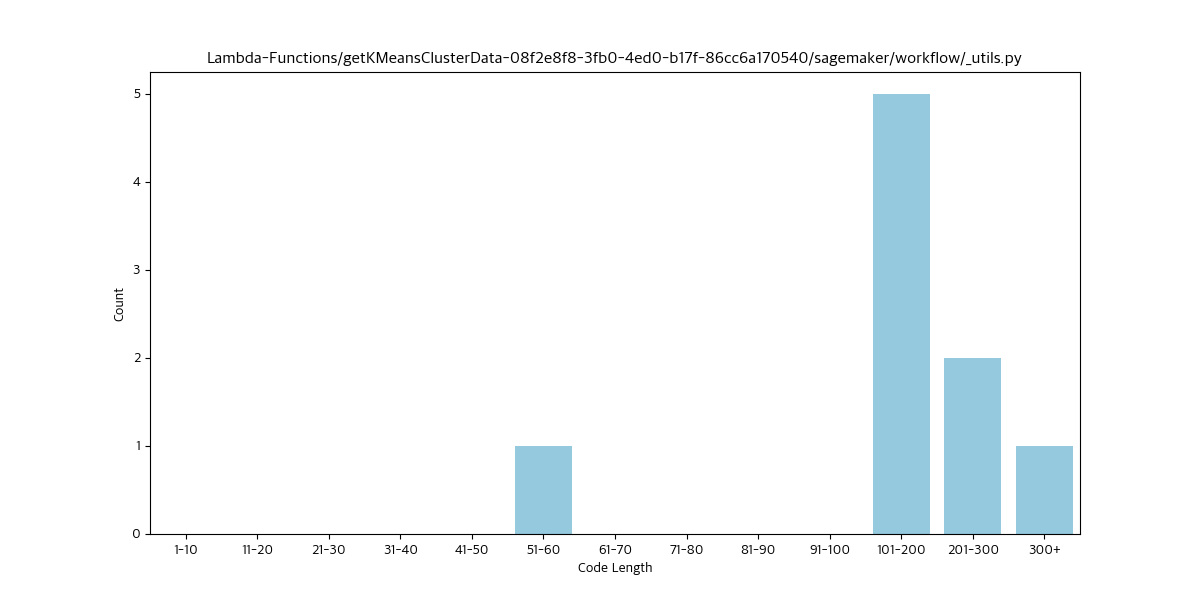 Lambda-Functions/getKMeansClusterData-08f2e8f8-3fb0-4ed0-b17f-86cc6a170540/sagemaker/workflow/_utils.py
5
4
3
2
1
0
Count
1-10 11-20 21-30 31-40 41-50 51-60 61-70 71-80 81-90 91-100 101-200 201-300 300+
Code Length